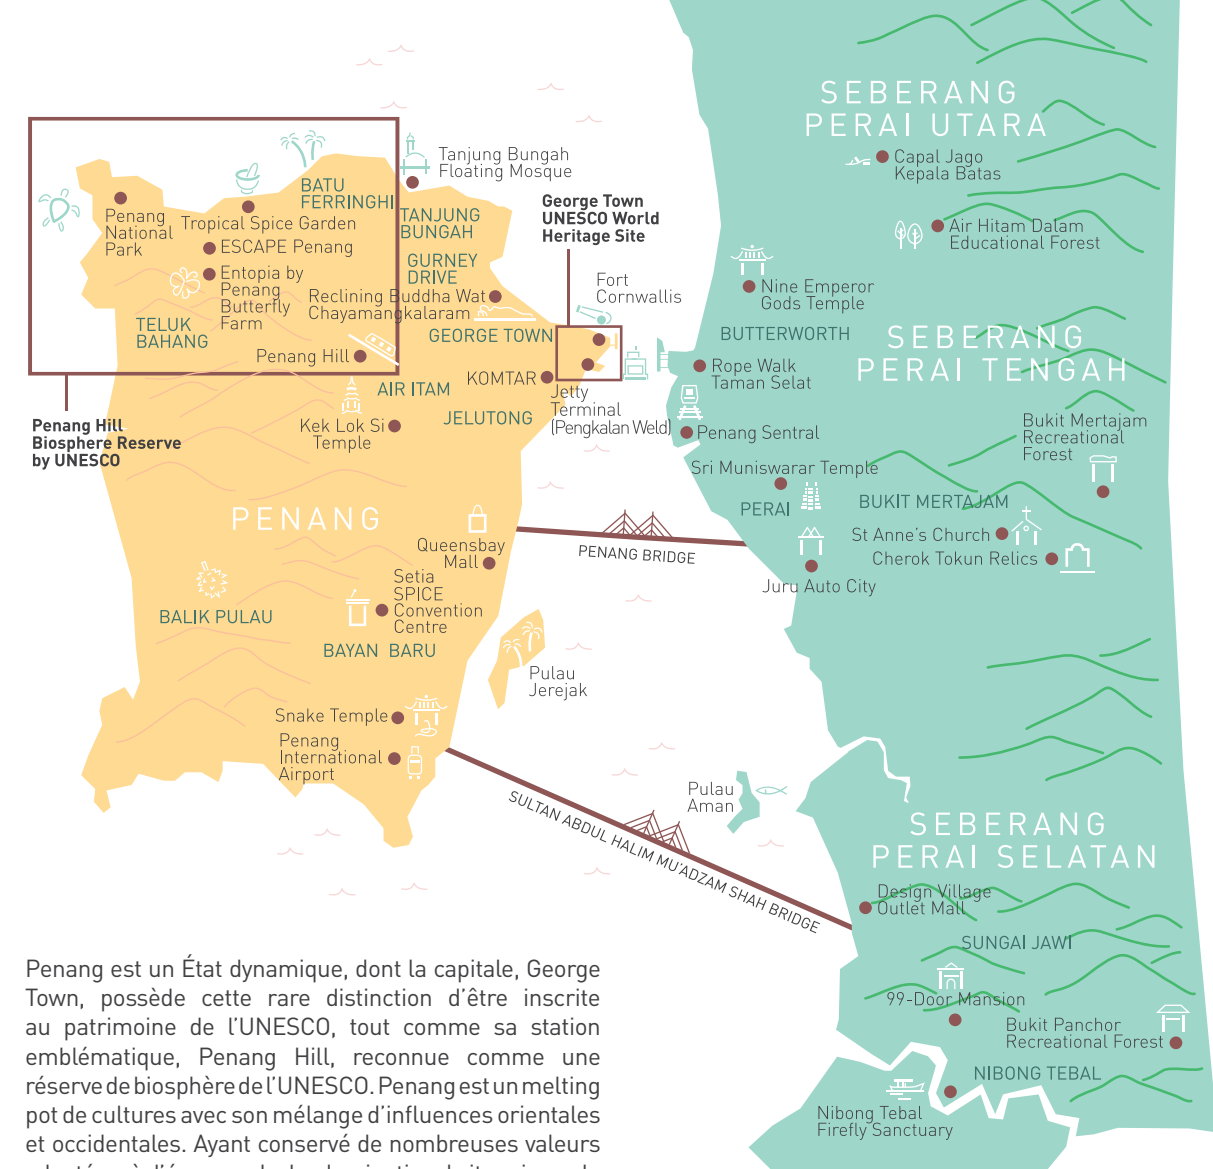 SEBERANG
PERAI UTARA
Capal Jago
Kepala Batas
Air Hitam Dalam
Educational Forest
Tanjung Bungah
Floating Mosque
George Town
UNESCO World
Heritage Site
BATU
FERRINGHI
TANJUNG
BUNGAH
Penang
National
Park
Tropical Spice Garden
ESCAPE Penang
Entopia by
Penang
Butterfly
Farm
GURNEY
DRIVE
Reclining Buddha Wat
Chayamangkalaram
Fort
Cornwallis
Nine Emperor
Gods Temple
TELUK
BAHANG
GEORGE TOWN
BUTTERWORTH
SEBERANG
PERAI TENGAH
Penang Hill
AIR ITAM
KOMTAR
Jetty
Terminal
(Pengkalan Weld)
Rope Walk
Taman Selat
JELUTONG
Kek Lok Si
Temple
Penang Hill
Biosphere Reserve
by UNESCO
Penang Sentral
Bukit Mertajam
Recreational
Forest
Sri Muniswarar Temple
PERAI
BUKIT MERTAJAM
St Anne's Church
Cherok Tokun Relics
PENANG
PENANG BRIDGE
Queensbay
Mall
Juru Auto City
Setia
SPICE
Convention
Centre
BALIK PULAU
BAYAN BARU
Pulau
Jerejak
Snake Temple
Penang
International
Airport
Pulau
Aman
SULTAN ABDUL HALIM MU'ADZAM SHAH BRIDGE
SEBERANG
PERAI SELATAN
Design Village
Outlet Mall
SUNGAI JAWI
99-Door Mansion
Bukit Panchor
Recreational Forest
NIBONG TEBAL
Nibong Tebal
Firefly Sanctuary
Penang est un État dynamique, dont la capitale, George
Town, possède cette rare distinction d'être inscrite
au patrimoine de l'UNESCO, tout comme sa station
emblématique, Penang Hill, reconnue comme une
réserve de biosphère de l'UNESCO. Penang est un melting
pot de cultures avec son mélange d'influences orientales
et occidentales. Ayant conservé de nombreuses valeurs